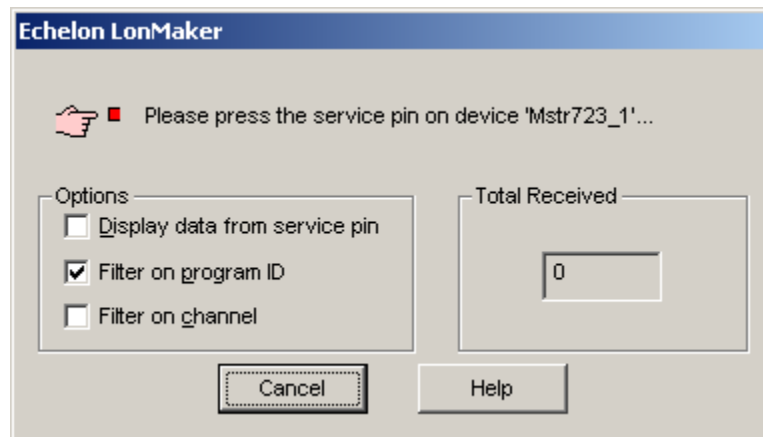 Echelon LonMaker
Please press the service pin on device 'Mstr723_1'...
Options
Display data from service pin
Filter on program ID
Filter on channel
Total Received
0
Cancel
Help